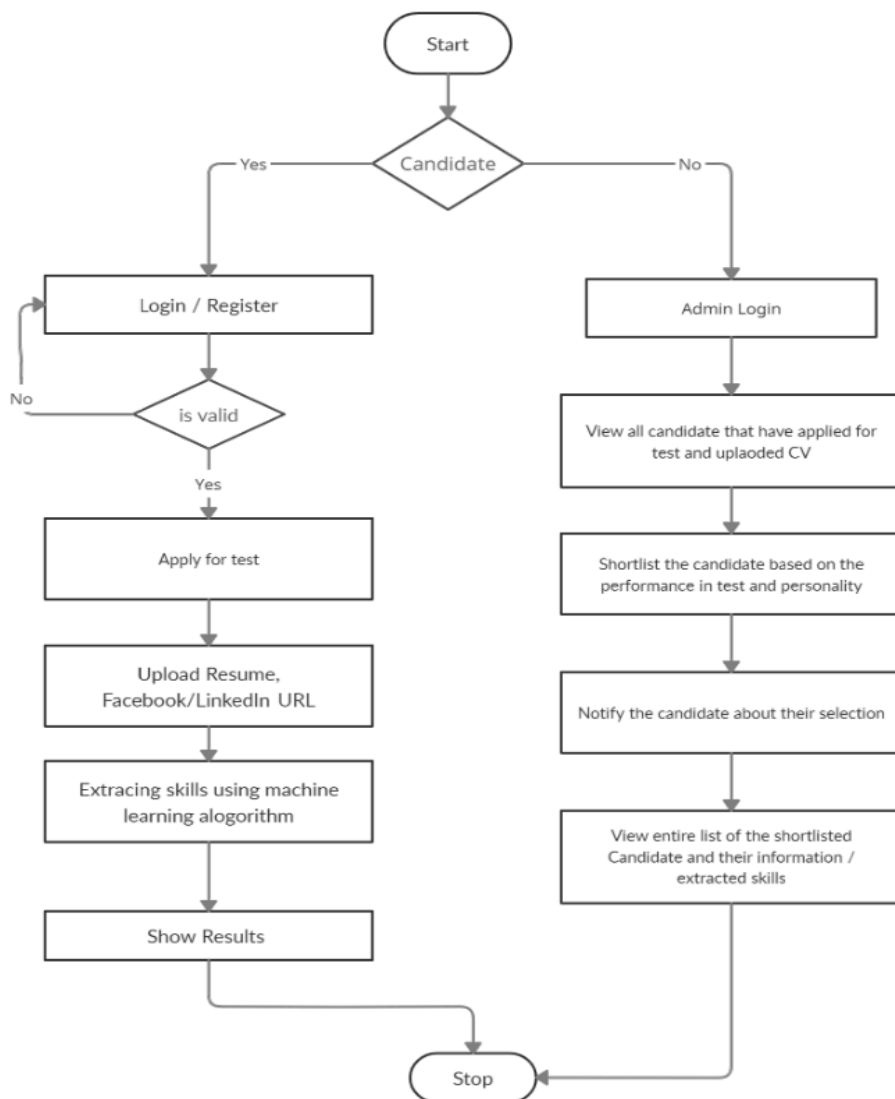 Start
Candidate
Yes
No
Login / Register
Admin Login
No
is valid
Yes
View all candidate that have applied for
test and uplaoded CV
Apply for test
Shortlist the candidate based on the
performance in test and personality
Upload Resume,
Facebook/LinkedIn URL
Notify the candidate about their selection
Extracing skills using machine
learning alogorithm
View entire list of the shortlisted
Candidate and their information /
extracted skills
Show Results
Stop